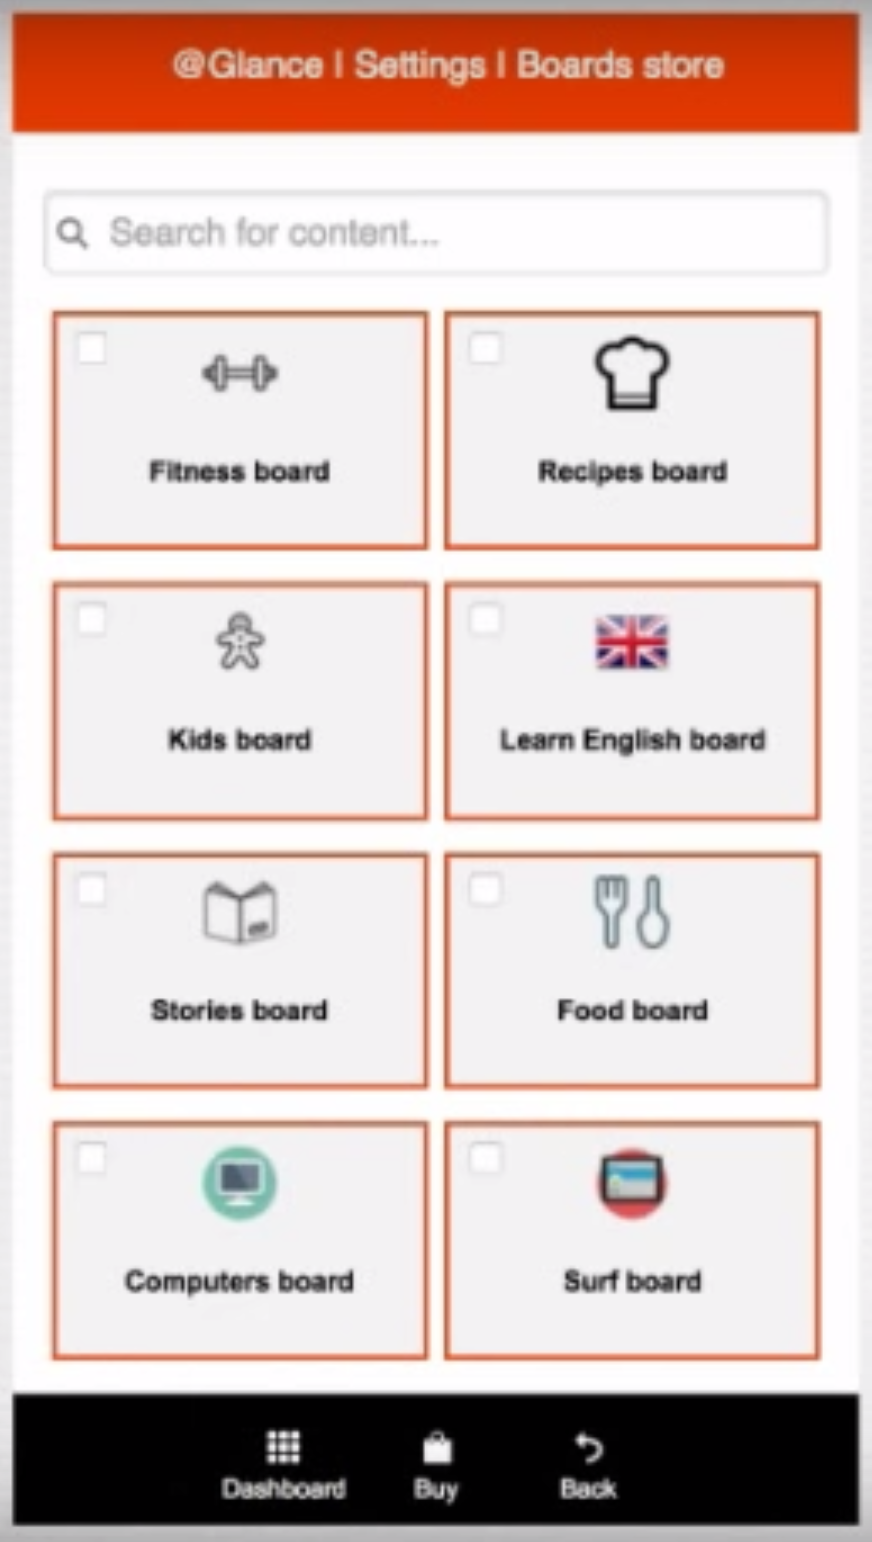 @Glance | Settings | Boards store
Search for content...
Fitness board
Recipes board
Kids board
Learn English board
Stories board
Food board
Computers board
Surf board
Dashboard
Buy
Back